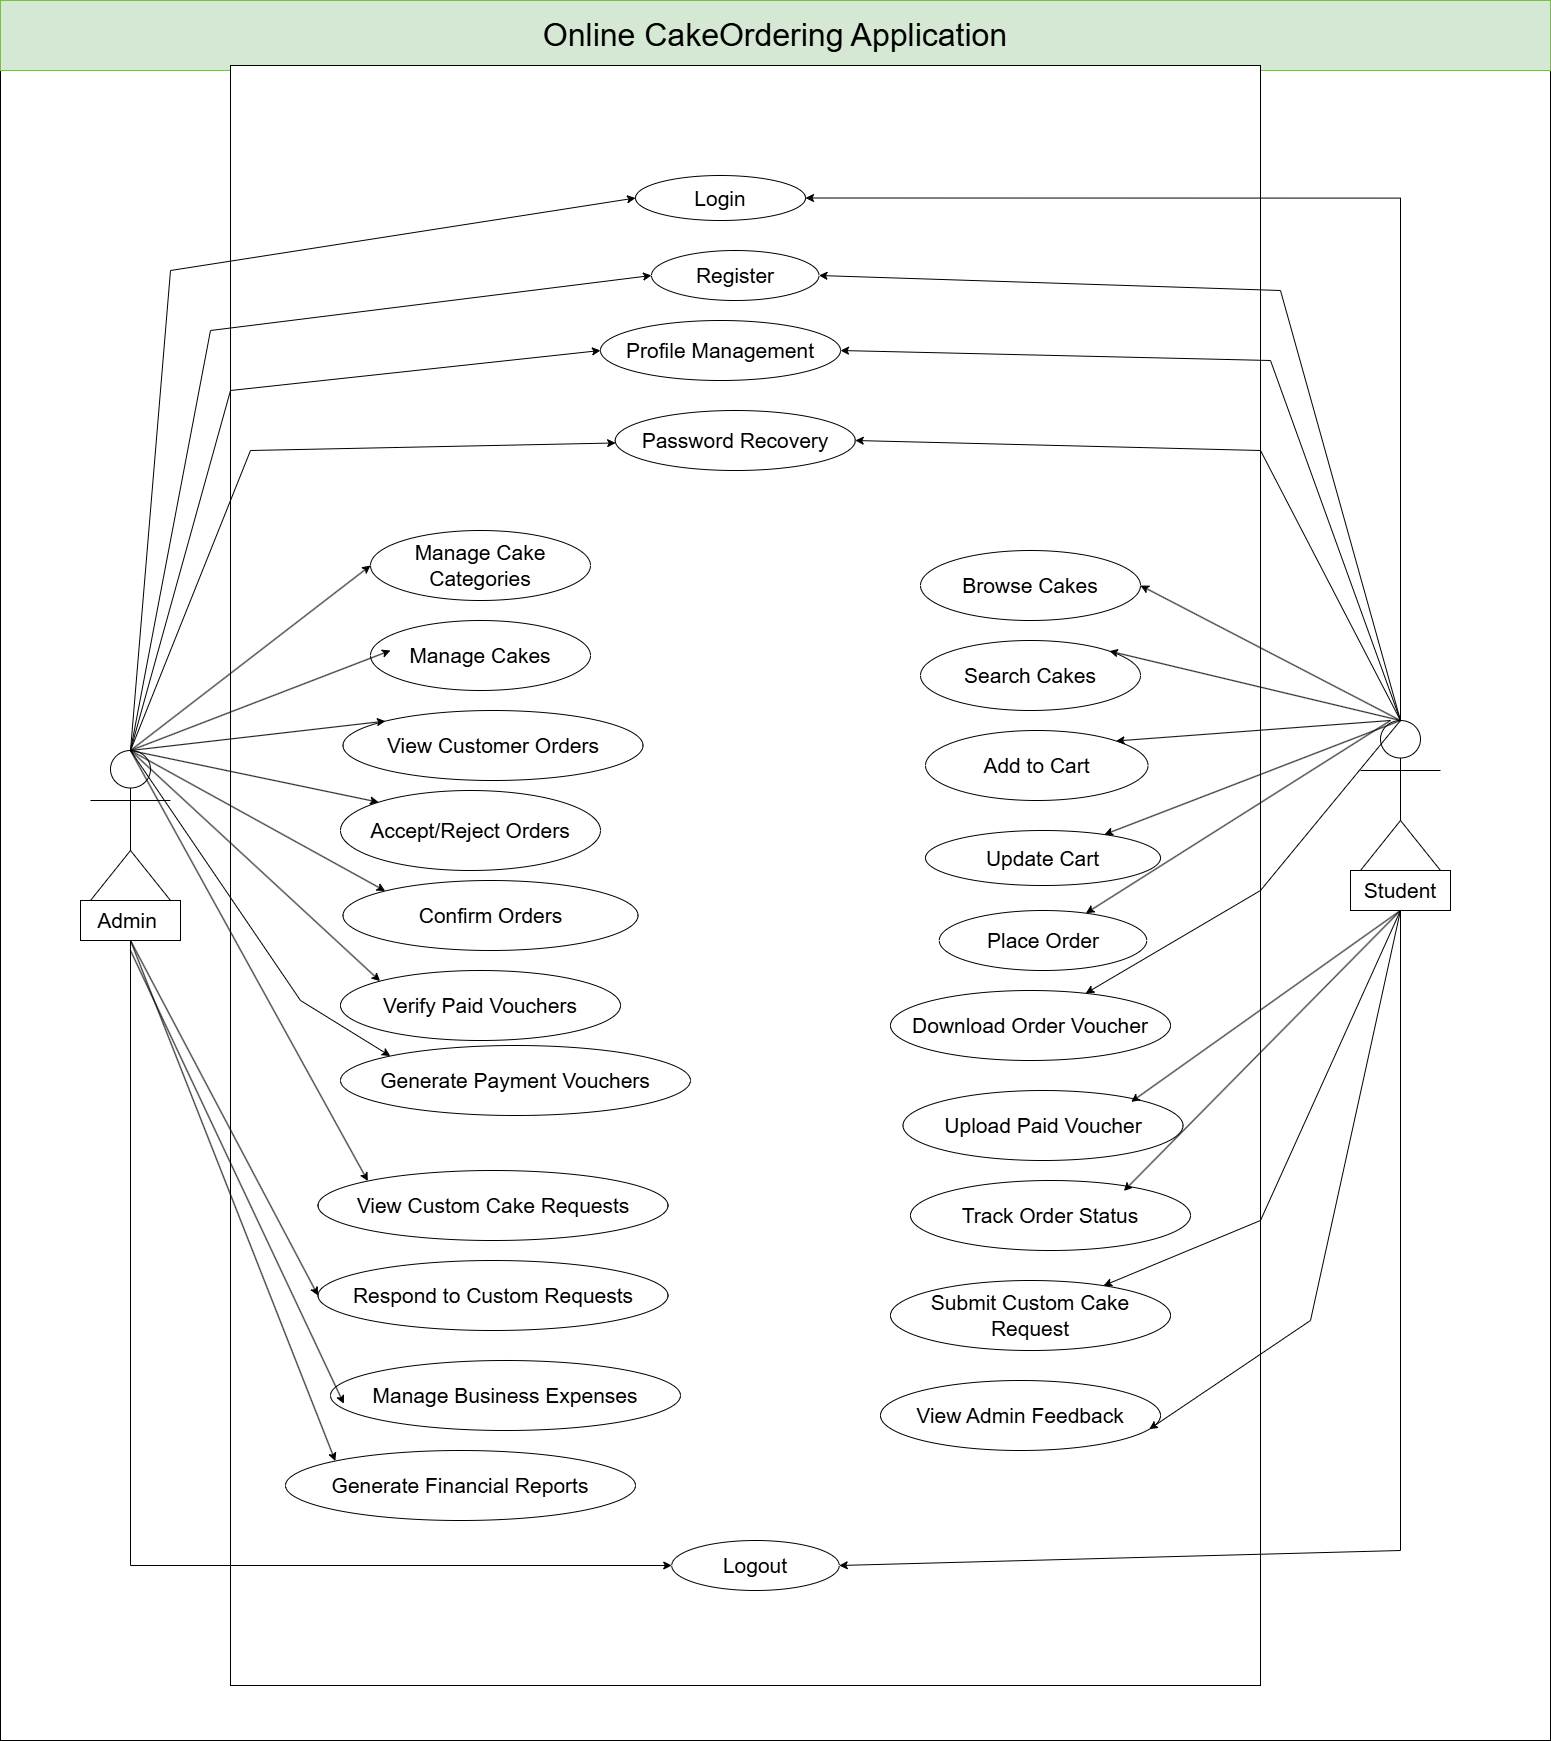 Online CakeOrdering Application
Login
Register
Profile Management
Password Recovery
Manage Cake
Categories
Manage Cakes
View Customer Orders
Accept/Reject Orders
Confirm Orders
Verify Paid Vouchers
Generate Payment Vouchers
View Custom Cake Requests
Respond to Custom Requests
Manage Business Expenses
Generate Financial Reports
Admin
Browse Cakes
Search Cakes
Add to Cart
Update Cart
Place Order
Download Order Voucher
Upload Paid Voucher
Track Order Status
Submit Custom Cake
Request
View Admin Feedback
Student
Logout